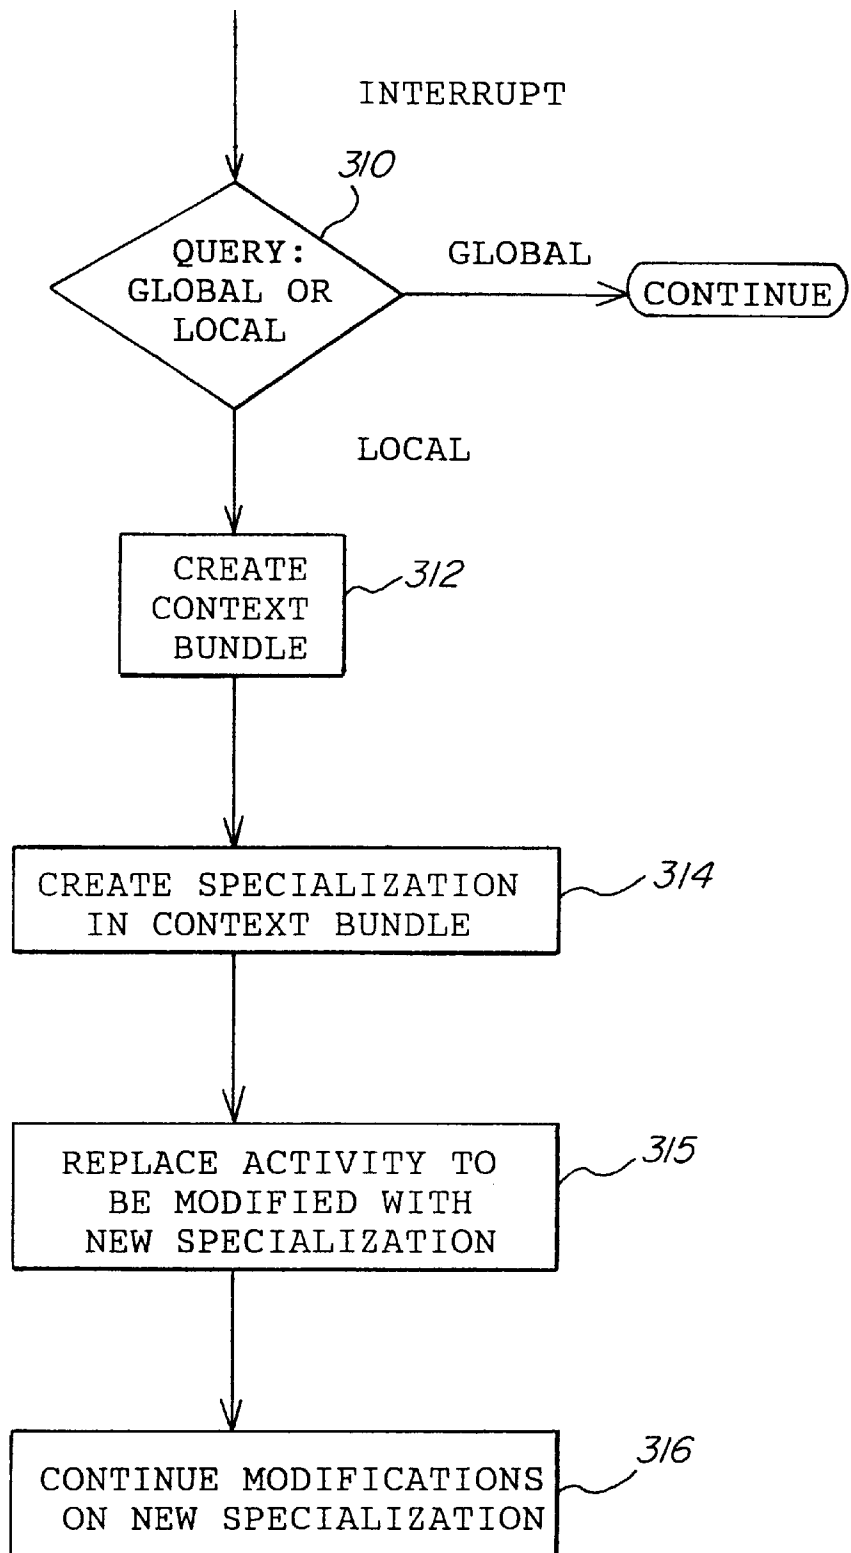 INTERRUPT
310
QUERY:
GLOBAL OR
LOCAL
GLOBAL
CONTINUE
LOCAL
CREATE
CONTEXT
BUNDLE
312
CREATE SPECIALIZATION
IN CONTEXT BUNDLE
314
REPLACE ACTIVITY TO
BE MODIFIED WITH
NEW SPECIALIZATION
315
CONTINUE MODIFICATIONS
ON NEW SPECIALIZATION
316